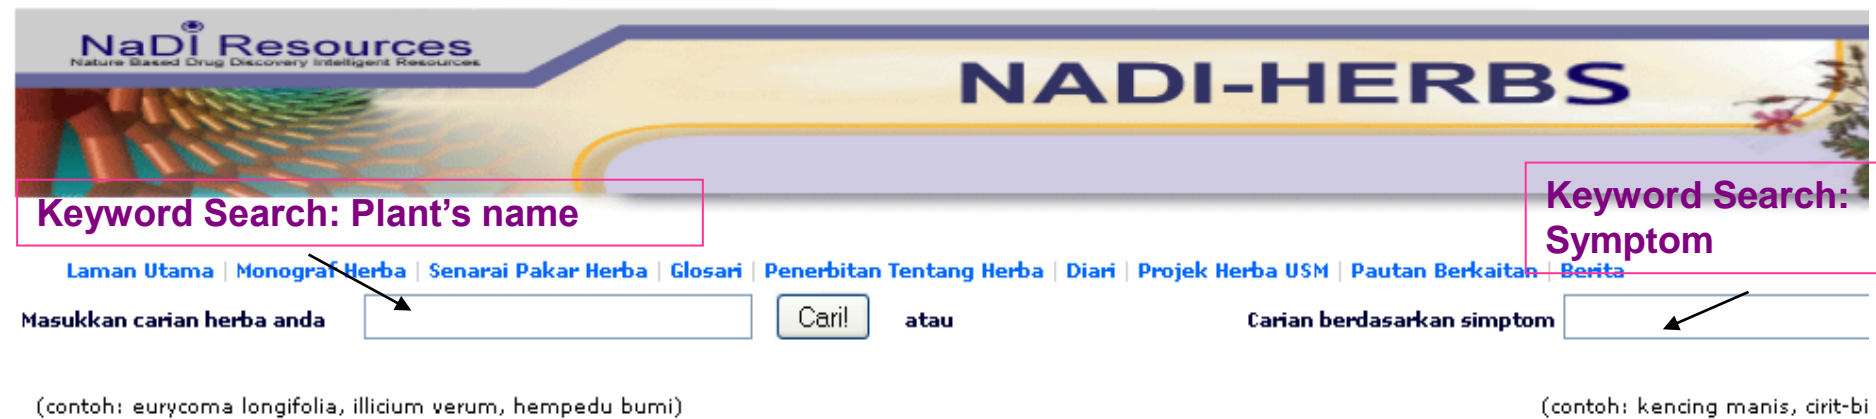 NaDI Resources
Nature Based Drug Discovery Intelligent Resources
NADI-HERBS
Keyword Search: Plant’s name
Keyword Search:
Symptom
Laman Utama | Monograf Herba | Senarai Pakar Herba | Glosari | Penerbitan Tentang Herba | Diari | Projek Herba USM | Pautan Berkaitan | Berita
Masukkan carian herba anda Cari! atau Carian berdasarkan simptom
(contoh: eurycoma longifolia, illicium verum, hempedu bumi) (contoh: kencing manis, cirit-bi